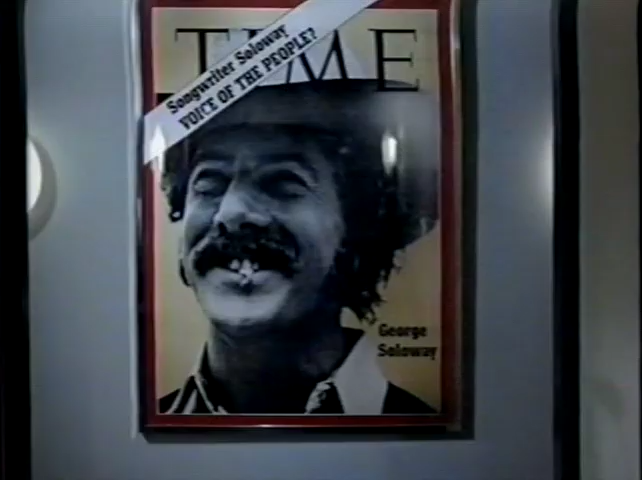 TIME
Songwriter Soloway
VOICE OF THE PEOPLE?
George
Soloway